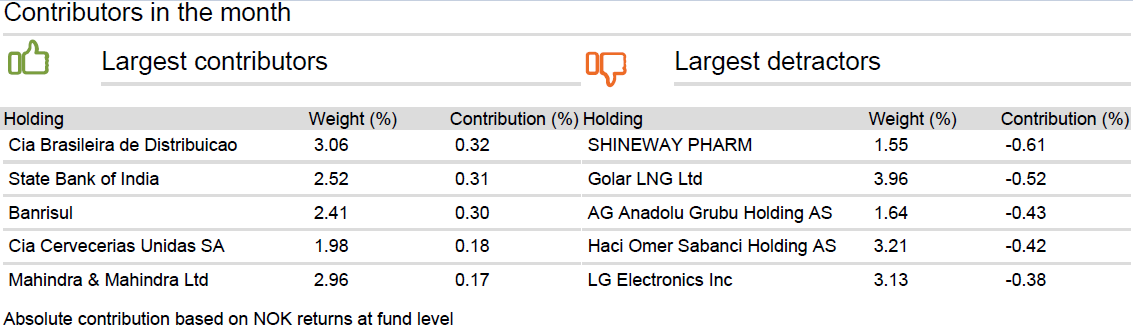 Contributors in the month
Largest contributors Largest detractors
Holding Weight (%) Contribution (%) Holding Weight (%) Contribution (%)
Cia Brasileira de Distribuicao 3.06 0.32 SHINEWAY PHARM 1.55 -0.61
State Bank of India 2.52 0.31 Golar LNG Ltd 3.96 -0.52
Banrisul 2.41 0.30 AG Anadolu Grubu Holding AS 1.64 -0.43
Cia Cervecerias Unidas SA 1.98 0.18 Haci Omer Sabanci Holding AS 3.21 -0.42
Mahindra & Mahindra Ltd 2.96 0.17 LG Electronics Inc 3.13 -0.38
Absolute contribution based on NOK returns at fund level